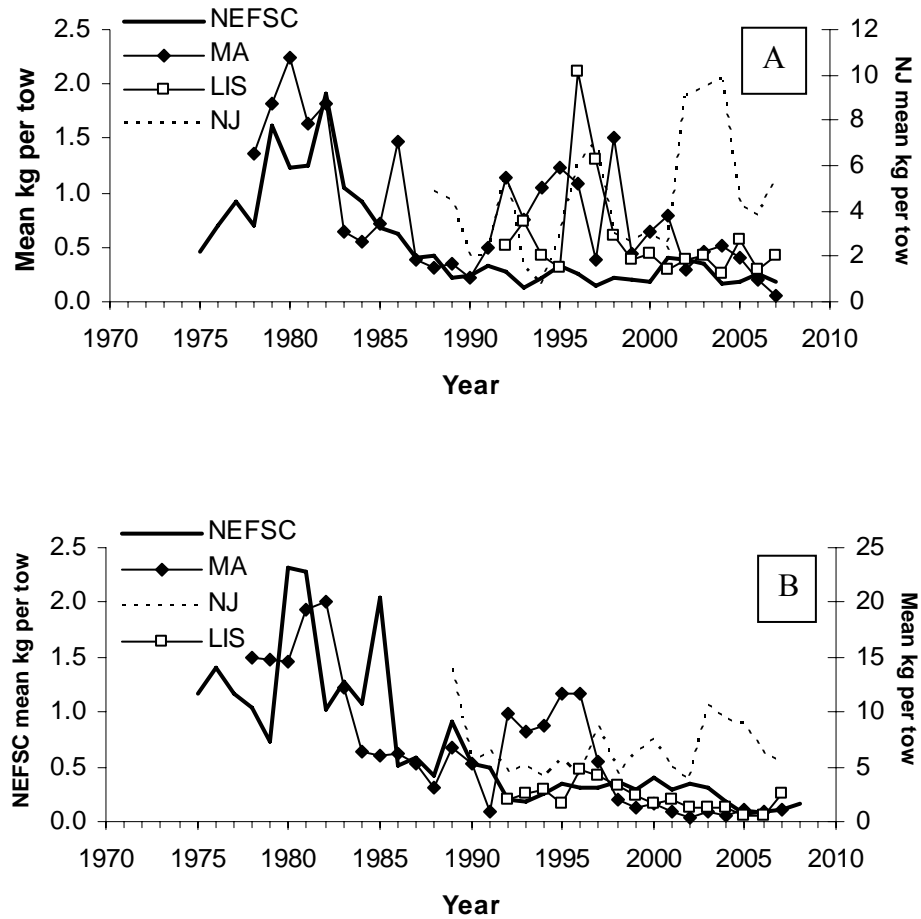 NEFSC
MA
LIS
NJ
A
2.5
2.0
1.5
1.0
0.5
0.0
Mean kg per tow
12
10
8
6
4
2
0
NJ mean kg per tow
1970 1975 1980 1985 1990 1995 2000 2005 2010
Year
NEFSC
MA
NJ
LIS
B
2.5
2.0
1.5
1.0
0.5
0.0
NEFSC mean kg per tow
25
20
15
10
5
0
Mean kg per tow
1970 1975 1980 1985 1990 1995 2000 2005 2010
Year